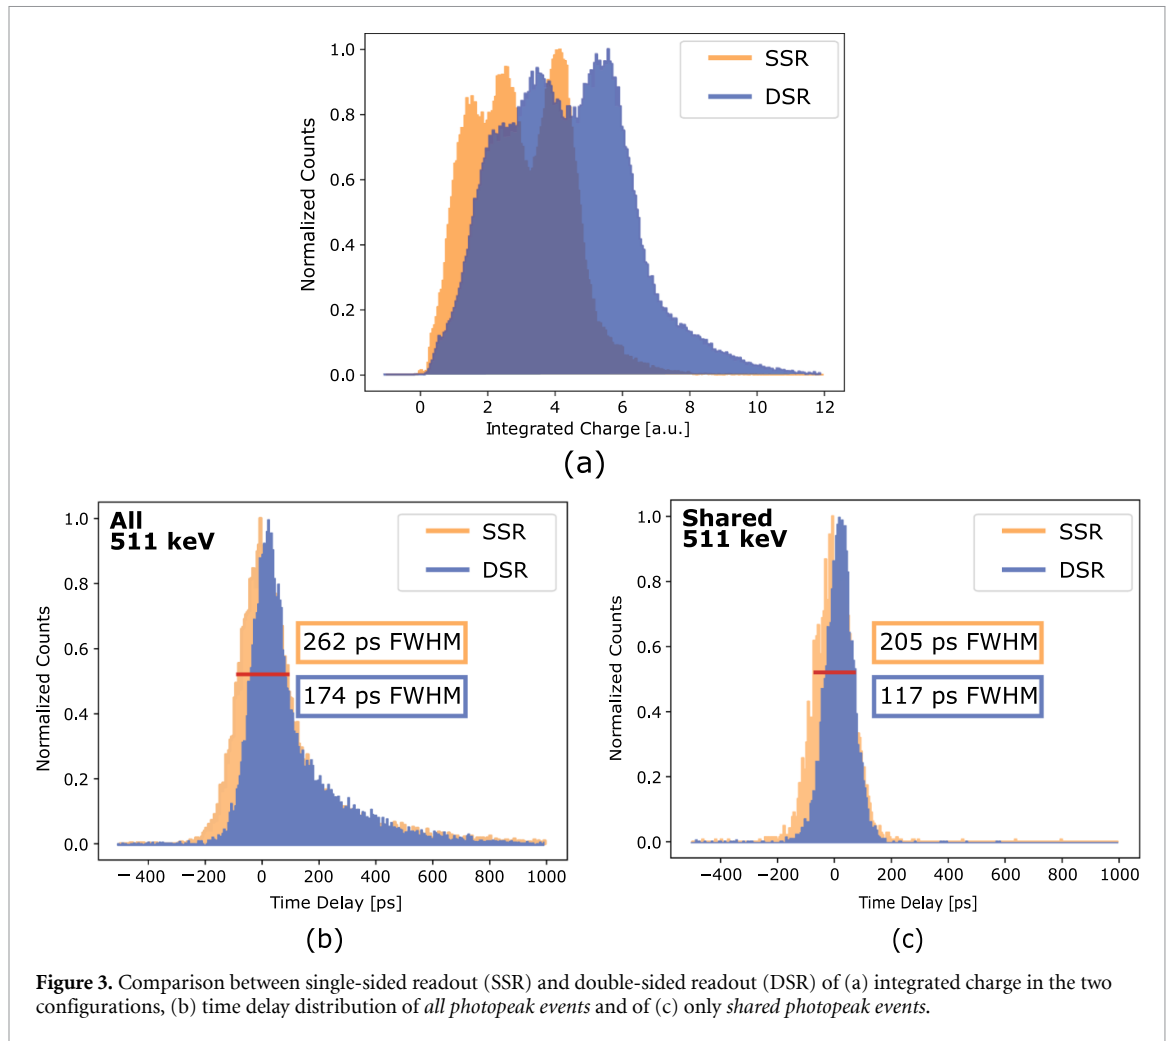 SSR
DSR
1.0
0.8
0.6
0.4
0.2
0.0
Normalized Counts
0 2 4 6 8 10 12
Integrated Charge [a.u.]
(a)
All
511 keV
SSR
DSR
262 ps FWHM
174 ps FWHM
1.0
0.8
0.6
0.4
0.2
0.0
Normalized Counts
−400 −200 0 200 400 600 800 1000
Time Delay [ps]
(b)
Shared
511 keV
SSR
DSR
205 ps FWHM
117 ps FWHM
1.0
0.8
0.6
0.4
0.2
0.0
Normalized Counts
−400 −200 0 200 400 600 800 1000
Time Delay [ps]
(c)
Figure 3. Comparison between single-sided readout (SSR) and double-sided readout (DSR) of (a) integrated charge in the two
configurations, (b) time delay distribution of all photopeak events and of (c) only shared photopeak events.